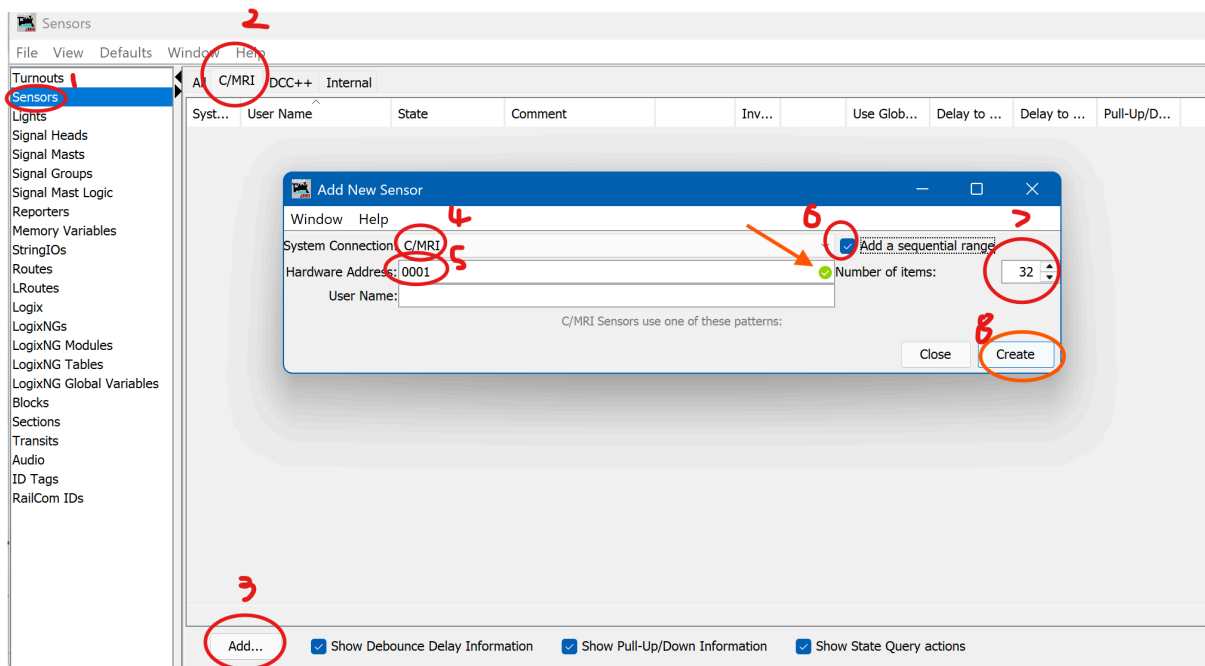 Sensors
2
File View Defaults Window Help
Turnouts
1
Sensors
Lights
Signal Heads
Signal Masts
Signal Groups
Signal Mast Logic
Reporters
Memory Variables
StringIOs
Routes
LRoutes
Logix
LogixNGs
LogixNG Modules
LogixNG Tables
LogixNG Global Variables
Blocks
Sections
Transits
Audio
ID Tags
RailCom IDs
All C/MRI DCC++ Internal
Syst... User Name State Comment Inv... Use Glob... Delay to ... Delay to ... Pull-Up/D...
Add New Sensor
Window Help
4
6
7
System Connection: C/MRI Add a sequential range
5
Hardware Address: 0001 Number of items: 32
User Name:
C/MRI Sensors use one of these patterns:
8
Close Create
3
Add... Show Debounce Delay Information Show Pull-Up/Down Information Show State Query actions